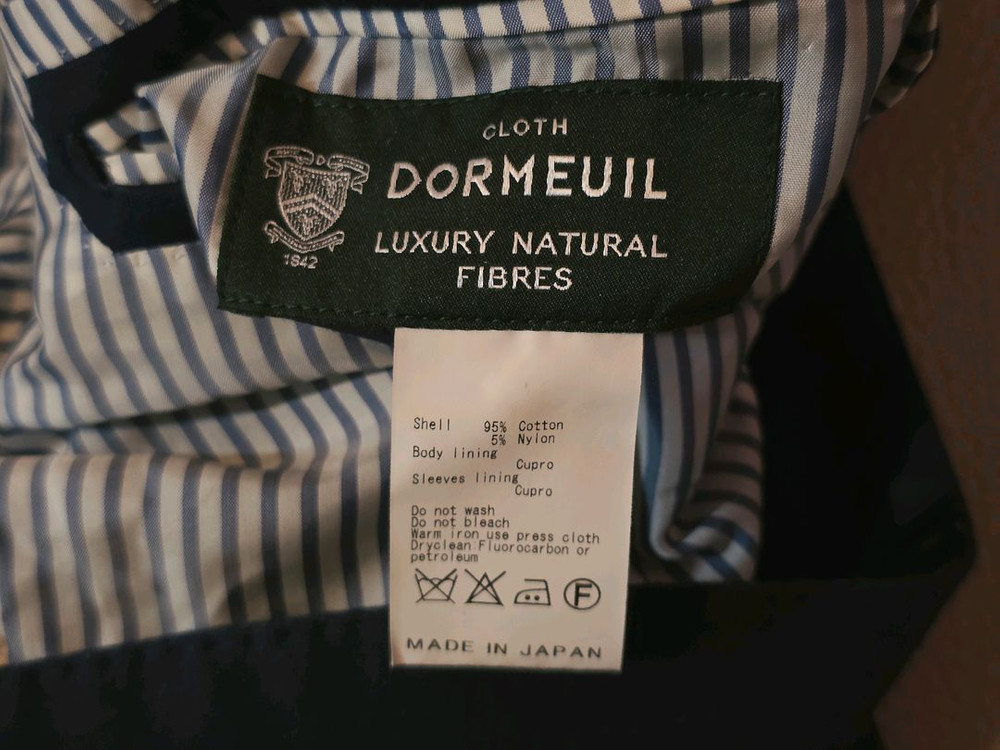 CLOTH
DORMEUIL
LUXURY NATURAL
FIBRES
1842
Shell 95% Cotton
5% Nylon
Body lining
Cupro
Sleeves lining
Cupro
Do not wash
Do not bleach
Warm iron use press cloth
Dryclean Fluorocarbon or
petroleum
F
MADE IN JAPAN